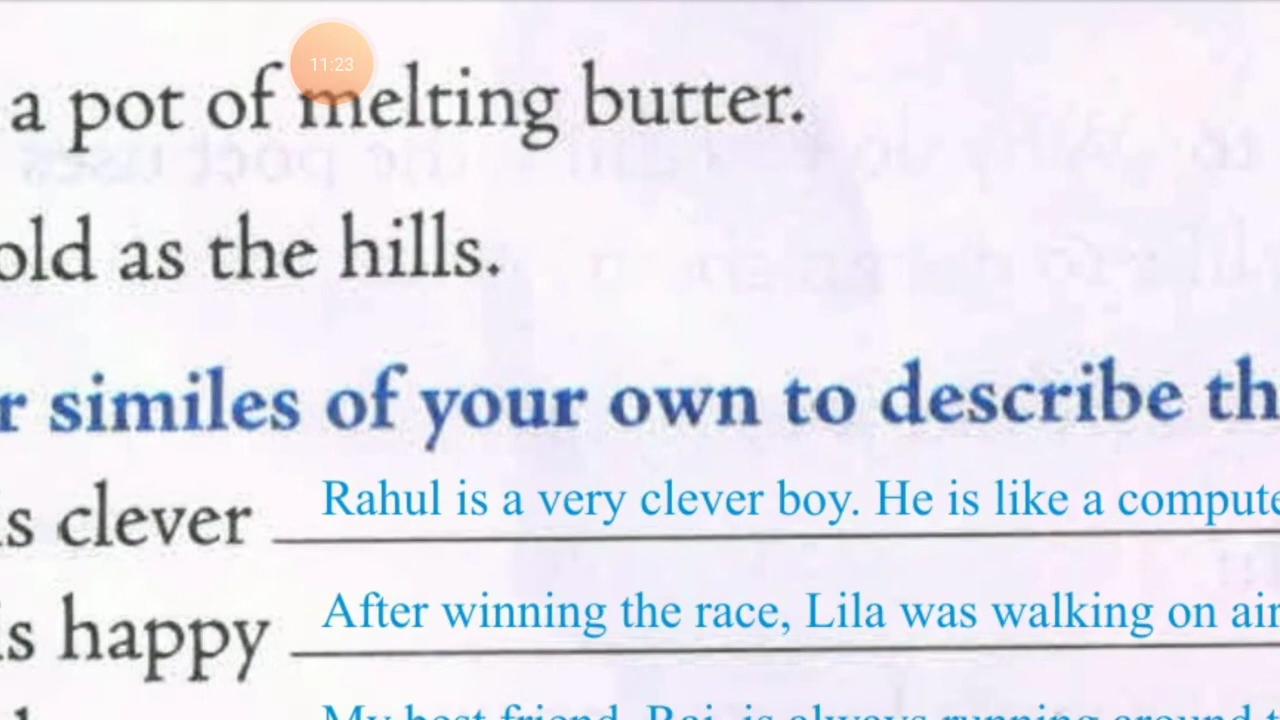 11:23
a pot of melting butter.
old as the hills.
r similes of your own to describe th
is clever Rahul is a very clever boy. He is like a compute
is happy After winning the race, Lila was walking on air
My best friend, Raj, is always running around